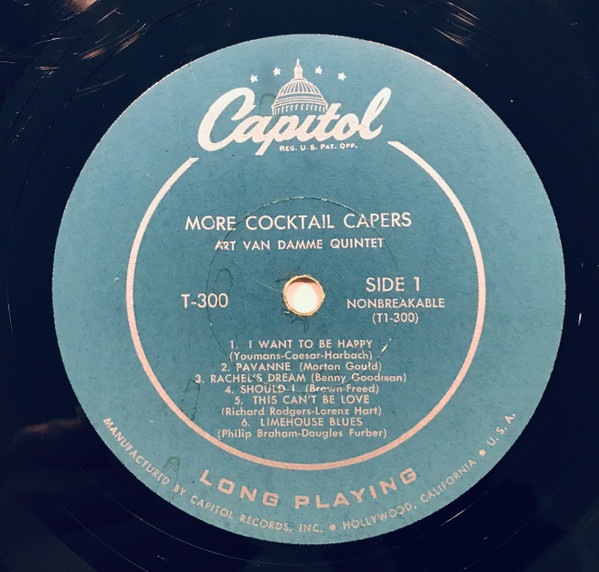 Capitol
REG. U.S. PAT. OFF.
MORE COCKTAIL CAPERS
ART VAN DAMME QUINTET
T-300
SIDE 1
NONBREAKABLE
(T1-300)
1. I WANT TO BE HAPPY
(Youmans-Caesar-Harbach)
2. PAVANNE (Morton Gould)
3. RACHEL'S DREAM (Benny Goodman)
4. SHOULD I (Brown-Freed)
5. THIS CAN'T BE LOVE
(Richard Rodgers-Lorenz Hart)
6. LIMEHOUSE BLUES
(Philip Braham-Douglas Furber)
LONG PLAYING
MANUFACTURED BY CAPITOL RECORDS, INC. • HOLLYWOOD, CALIFORNIA • U.S.A.